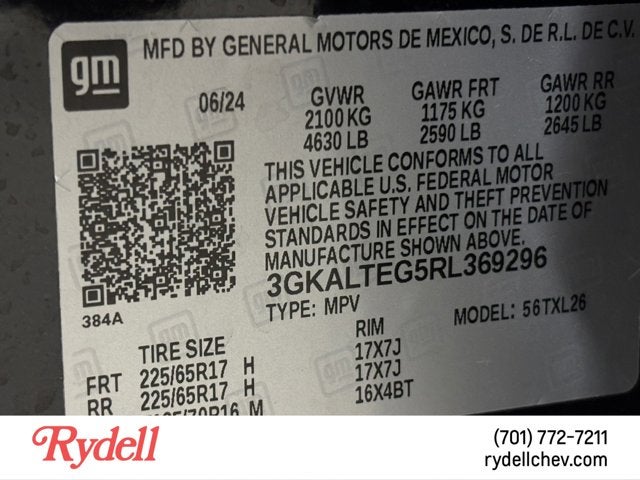 gm
MFD BY GENERAL MOTORS DE MEXICO, S. DE R.L. DE C.V.
06/24 GVWR GAWR FRT GAWR RR
2100 KG 1175 KG 1200 KG
4630 LB 2590 LB 2645 LB
THIS VEHICLE CONFORMS TO ALL
APPLICABLE U.S. FEDERAL MOTOR
VEHICLE SAFETY AND THEFT PREVENTION
STANDARDS IN EFFECT ON THE DATE OF
MANUFACTURE SHOWN ABOVE.
3GKALTEG5RL369296
384A TYPE: MPV MODEL: 56TXL26
TIRE SIZE RIM
FRT 225/65R17 H 17X7J
RR 225/65R17 H 17X7J
/70R16 M 16X4BT
Rydell
(701) 772-7211
rydellchev.com